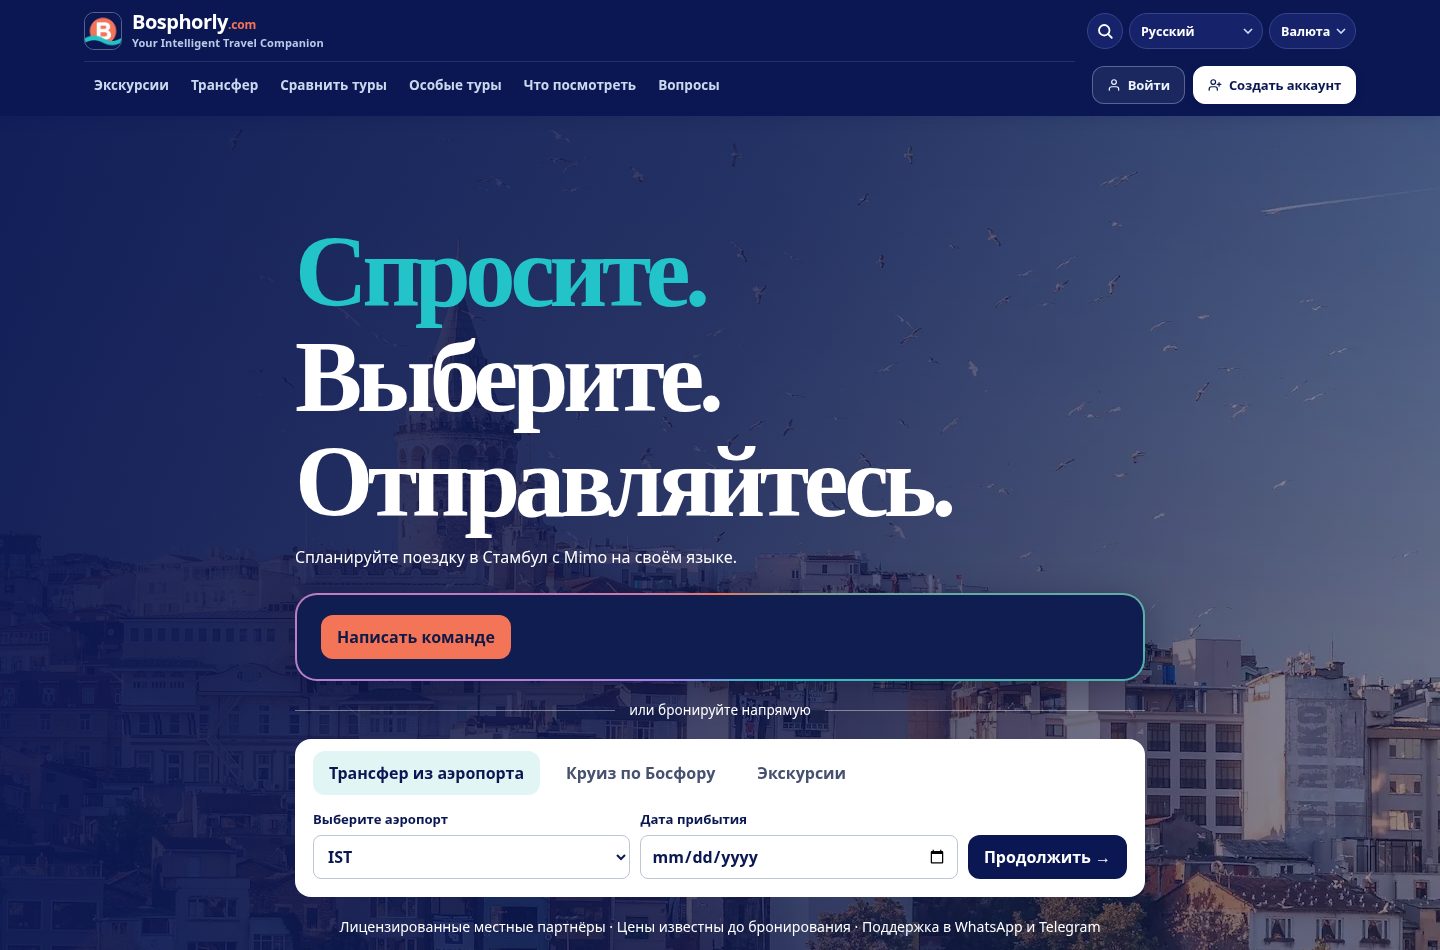 Bosphorly.com
Your Intelligent Travel Companion
Русский
Валюта
Экскурсии Трансфер Сравнить туры Особые туры Что посмотреть Вопросы
Войти
Создать аккаунт
Спросите.
Выберите.
Отправляйтесь.
Спланируйте поездку в Стамбул с Mimo на своём языке.
Написать команде
или бронируйте напрямую
Трансфер из аэропорта Круиз по Босфору Экскурсии
Выберите аэропорт Дата прибытия
IST mm/dd/yyyy Продолжить →
Лицензированные местные партнёры · Цены известны до бронирования · Поддержка в WhatsApp и Telegram